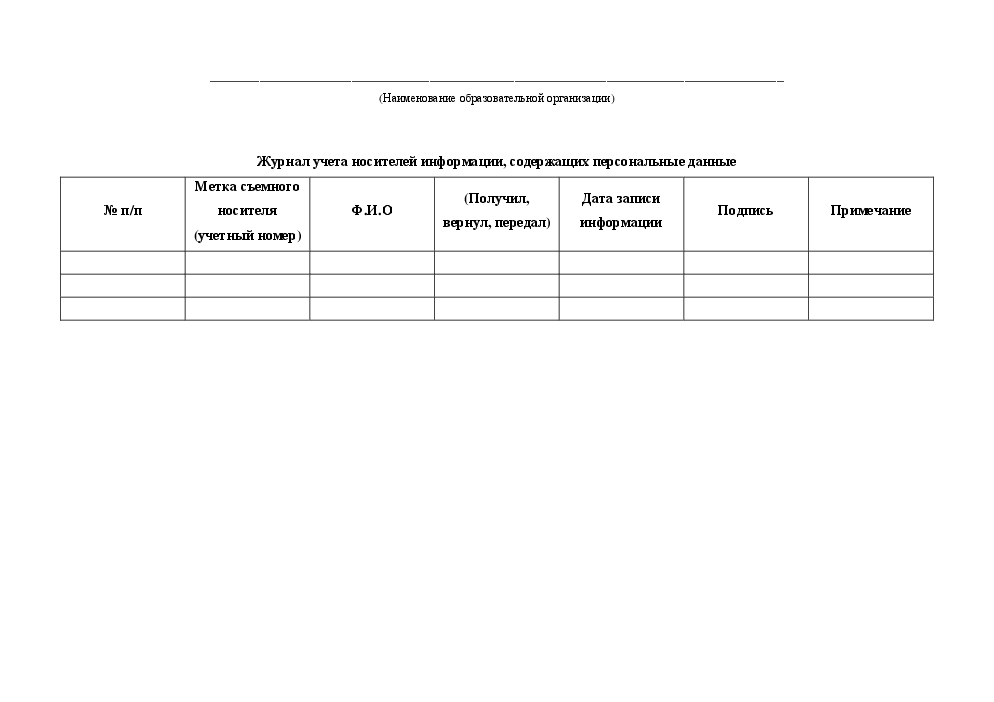 (Наименование образовательной организации)
Журнал учета носителей информации, содержащих персональные данные
№ п/п
Метка съемного
носителя
(учетный номер)
Ф.И.О
(Получил,
вернул, передал)
Дата записи
информации
Подпись
Примечание